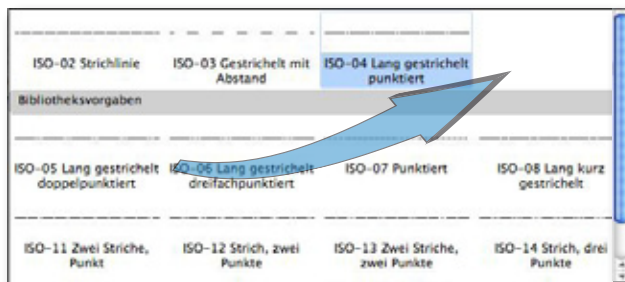 ISO-02 Strichlinie ISO-03 Gestrichelt mit ISO-04 Lang gestrichelt
Abstand punktiert
Bibliotheksvorgaben
ISO-05 Lang gestrichelt ISO-06 Lang gestrichelt ISO-07 Punktiert ISO-08 Lang kurz
doppelpunktiert dreifachpunktiert gestrichelt
ISO-11 Zwei Striche, ISO-12 Strich, zwei ISO-13 Zwei Striche, ISO-14 Strich, drei
Punkt Punkte zwei Punkte Punkte